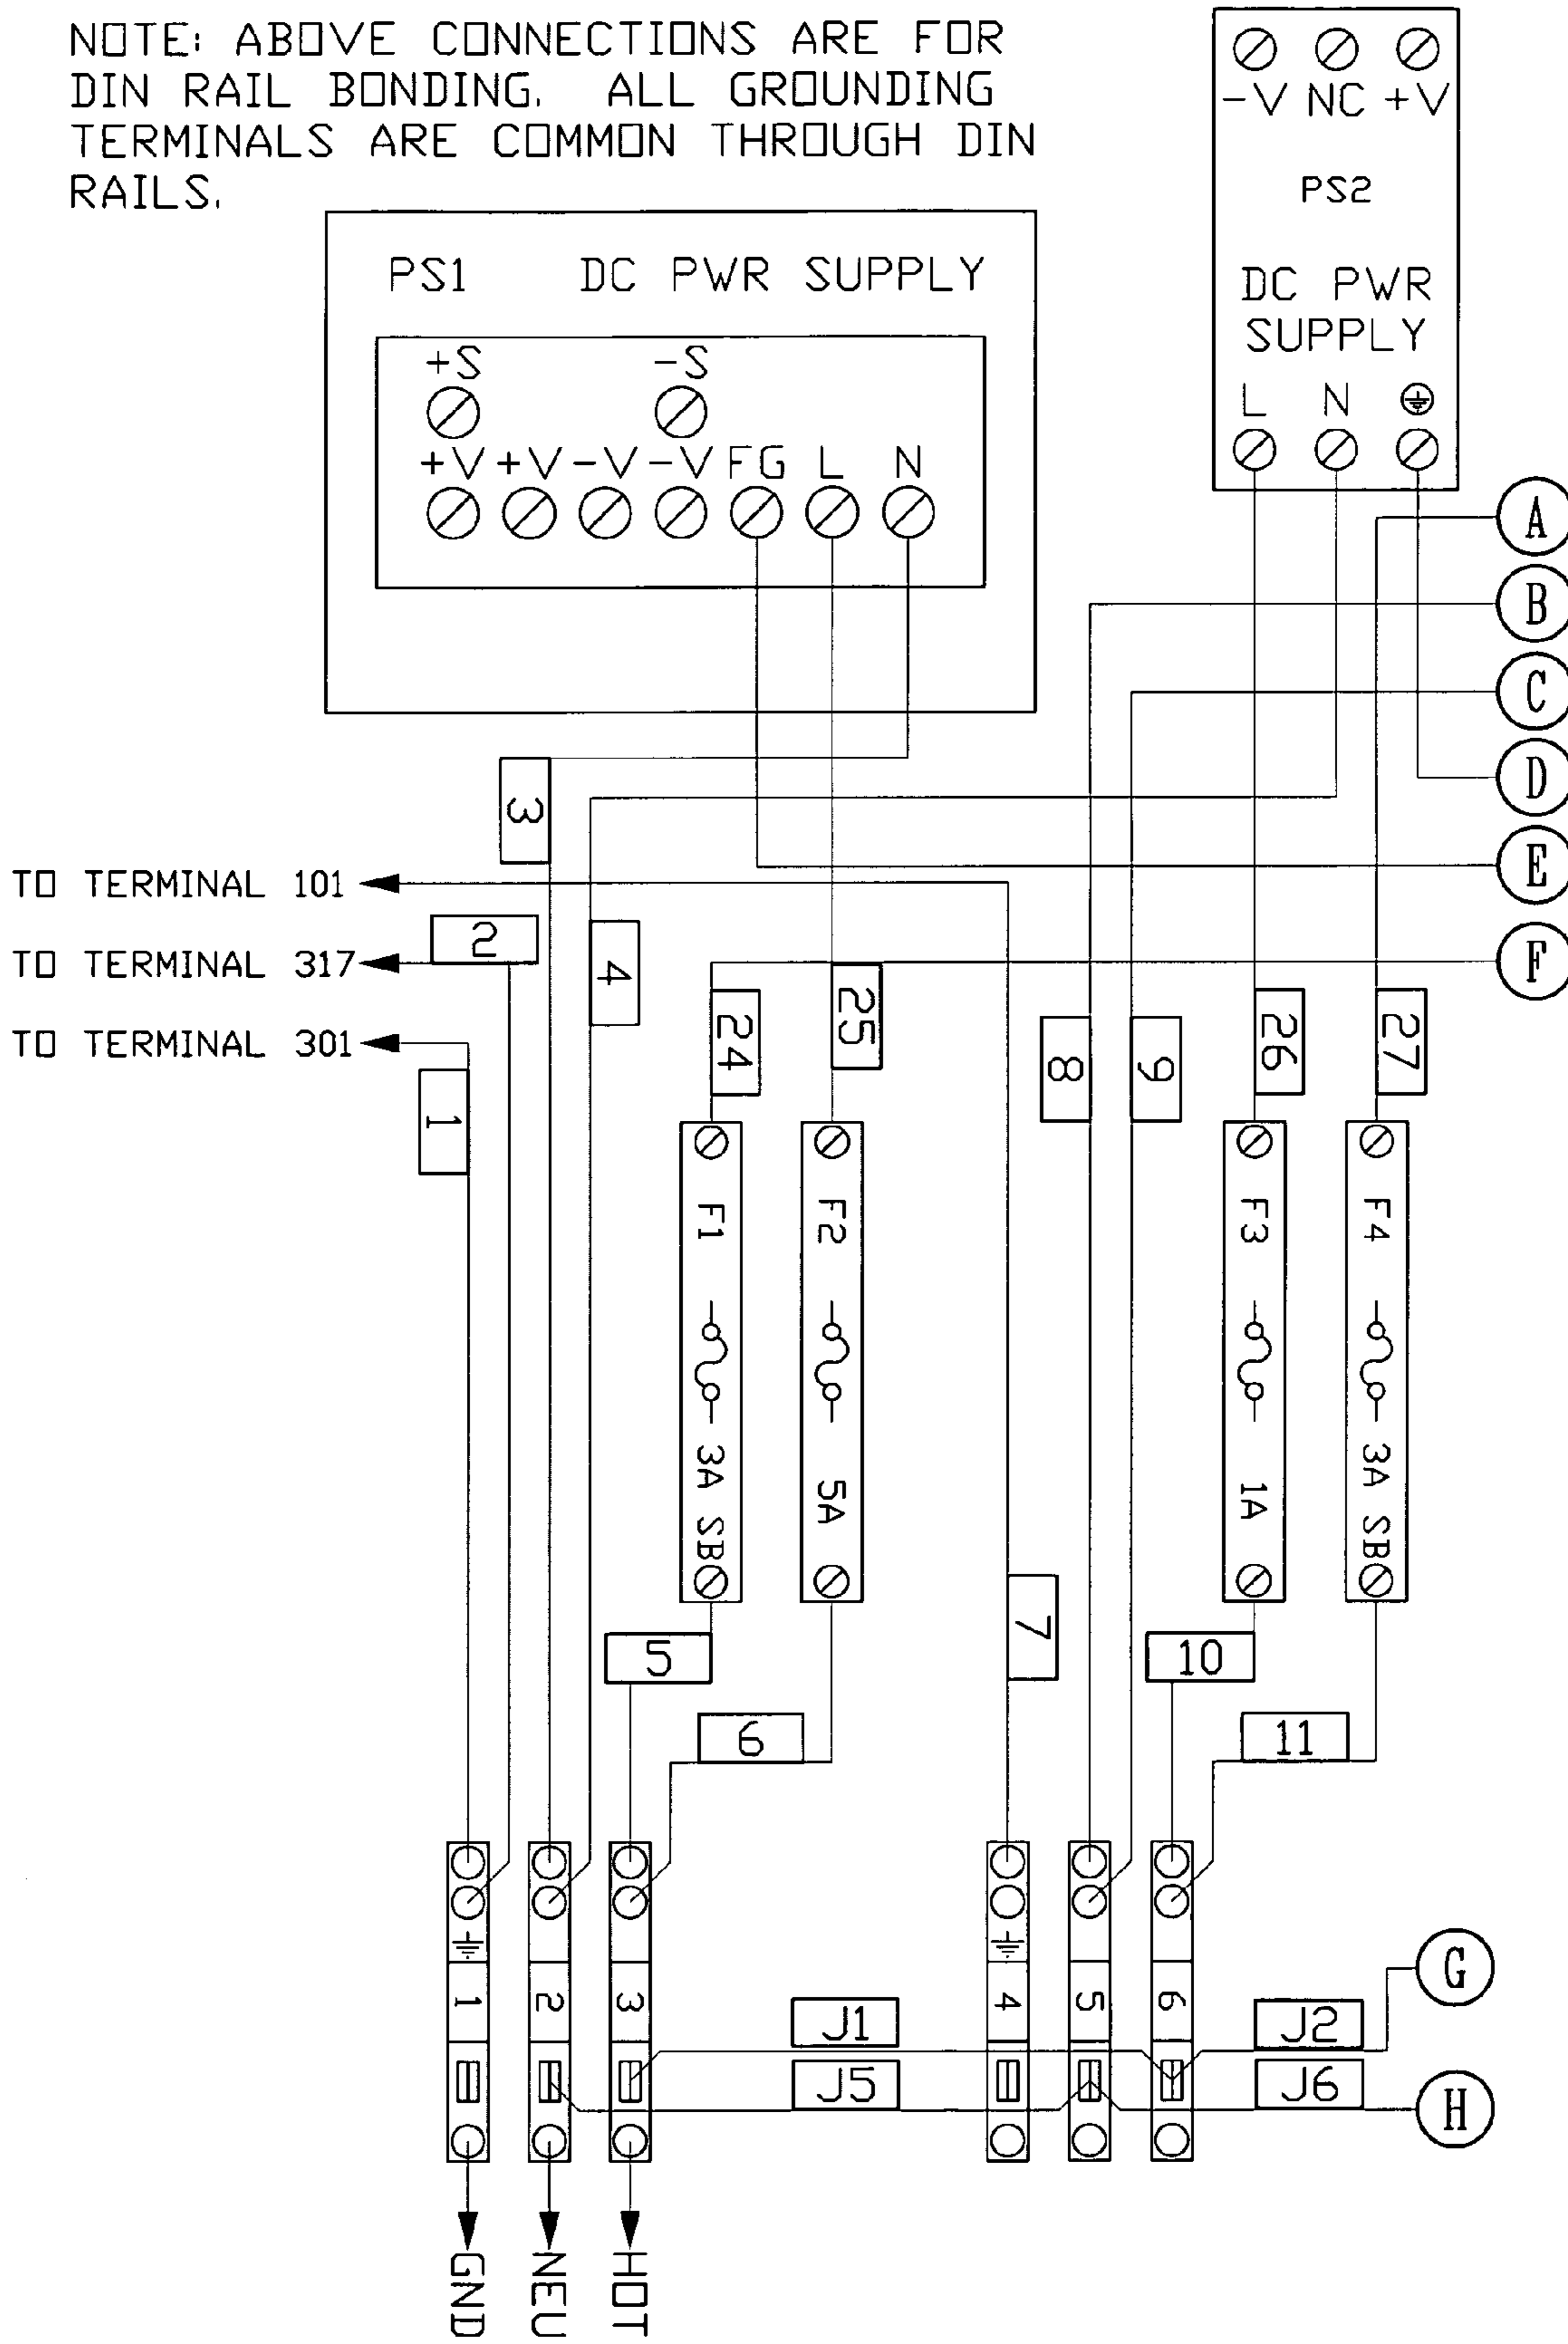 NOTE: ABOVE CONNECTIONS ARE FOR
DIN RAIL BONDING. ALL GROUNDING
TERMINALS ARE COMMON THROUGH DIN
RAILS.
-V NC +V
PS2
DC PWR
SUPPLY
L N
PS1 DC PWR SUPPLY
+S -S
+V +V -V -V FG L N
A
B
C
D
E
F
3
TO TERMINAL 101
2
4
TO TERMINAL 317
TO TERMINAL 301
1
24
25
8
9
26
27
F1
3A SB
F2
5A
F3
1A
F4
3A SB
5
6
7
10
11
1
2
3
4
5
6
J1
J2
J5
J6
G
H
GND
NEU
HOT